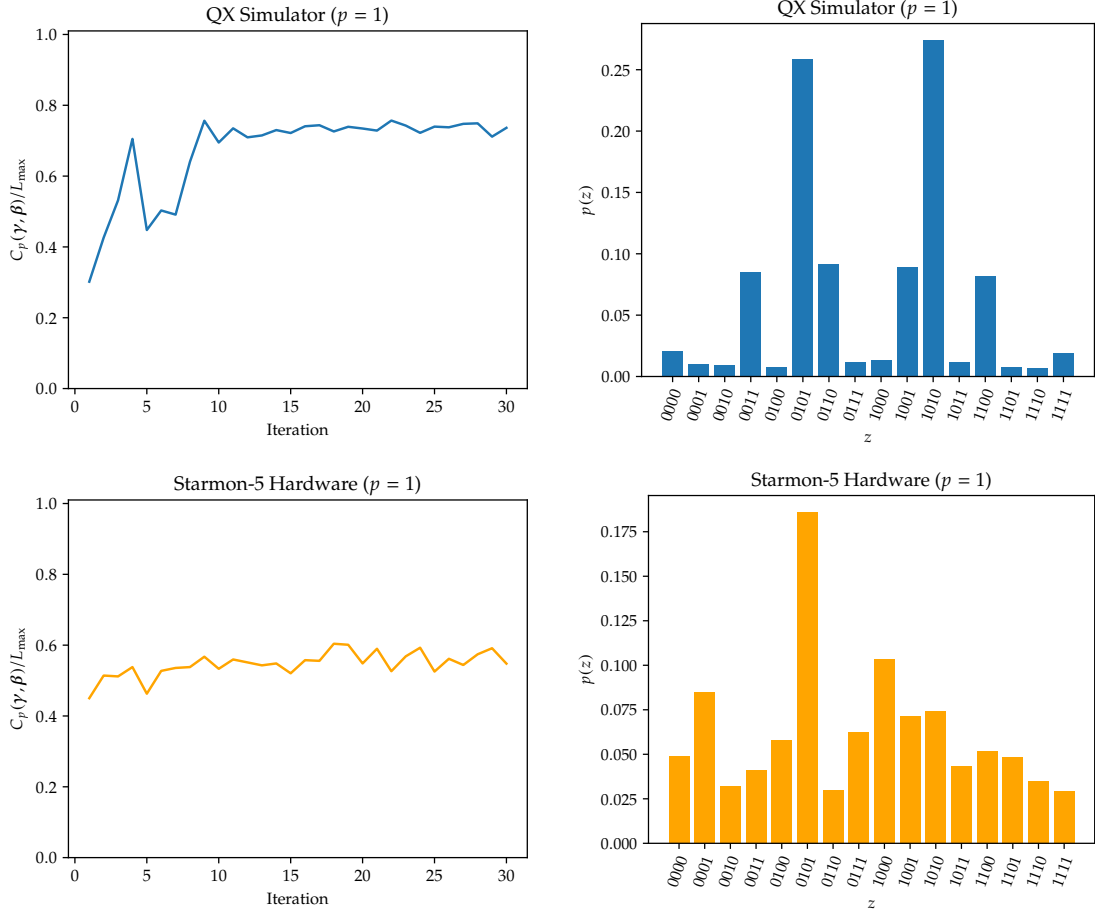 QX Simulator (p = 1)
1.0
0.8
0.6
0.4
0.2
0.0
C_p(γ, β)/L_max
0 5 10 15 20 25 30
Iteration
QX Simulator (p = 1)
0.25
0.20
0.15
0.10
0.05
0.00
p(z)
0000 0001 0010 0011 0100 0101 0110 0111 1000 1001 1010 1011 1100 1101 1110 1111
z
Starmon-5 Hardware (p = 1)
1.0
0.8
0.6
0.4
0.2
0.0
C_p(γ, β)/L_max
0 5 10 15 20 25 30
Iteration
Starmon-5 Hardware (p = 1)
0.175
0.150
0.125
0.100
0.075
0.050
0.025
0.000
p(z)
0000 0001 0010 0011 0100 0101 0110 0111 1000 1001 1010 1011 1100 1101 1110 1111
z